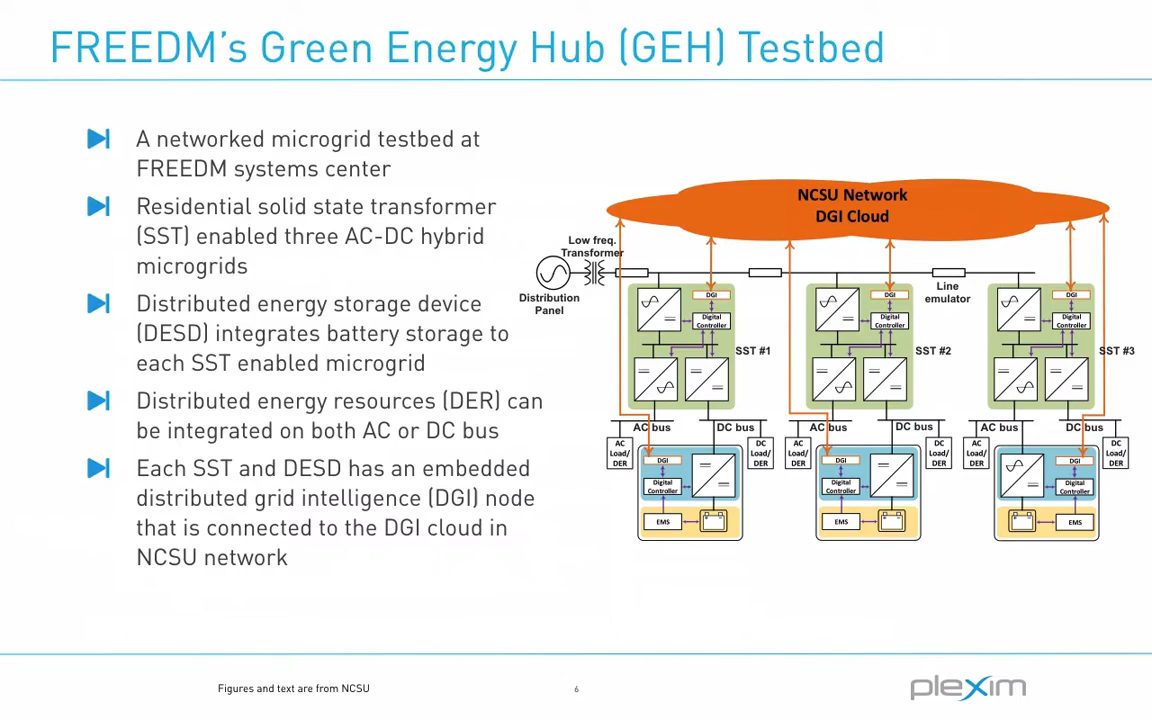 FREEDM's Green Energy Hub (GEH) Testbed
A networked microgrid testbed at
FREEDM systems center
Residential solid state transformer
(SST) enabled three AC-DC hybrid
microgrids
Distributed energy storage device
(DESD) integrates battery storage to
each SST enabled microgrid
Distributed energy resources (DER) can
be integrated on both AC or DC bus
Each SST and DESD has an embedded
distributed grid intelligence (DGI) node
that is connected to the DGI cloud in
NCSU network
NCSU Network
DGI Cloud
Low freq.
Transformer
Distribution
Panel
Line
emulator
DGI
Digital
Controller
SST #1
DGI
Digital
Controller
SST #2
DGI
Digital
Controller
SST #3
AC bus
DC bus
AC bus
DC bus
AC bus
DC bus
AC
Load/
DER
DC
Load/
DER
AC
Load/
DER
DC
Load/
DER
AC
Load/
DER
DC
Load/
DER
DGI
Digital
Controller
EMS
DGI
Digital
Controller
EMS
DGI
Digital
Controller
EMS
Figures and text are from NCSU
6
plexim